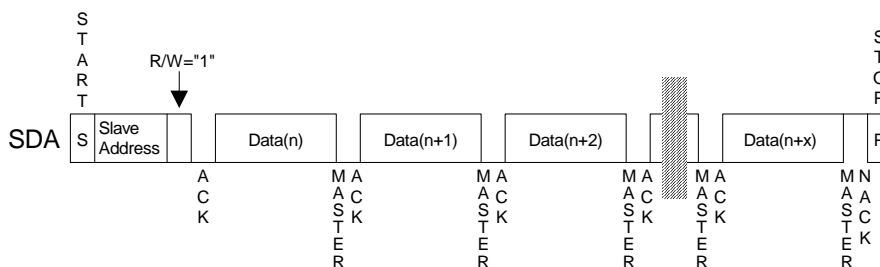 START
R/W="1"
STOP
SDA
S
Slave
Address
Data(n)
Data(n+1)
Data(n+2)
Data(n+x)
P
ACK
MASTER ACK
MASTER ACK
MASTER ACK
MASTER ACK
MASTER NACK